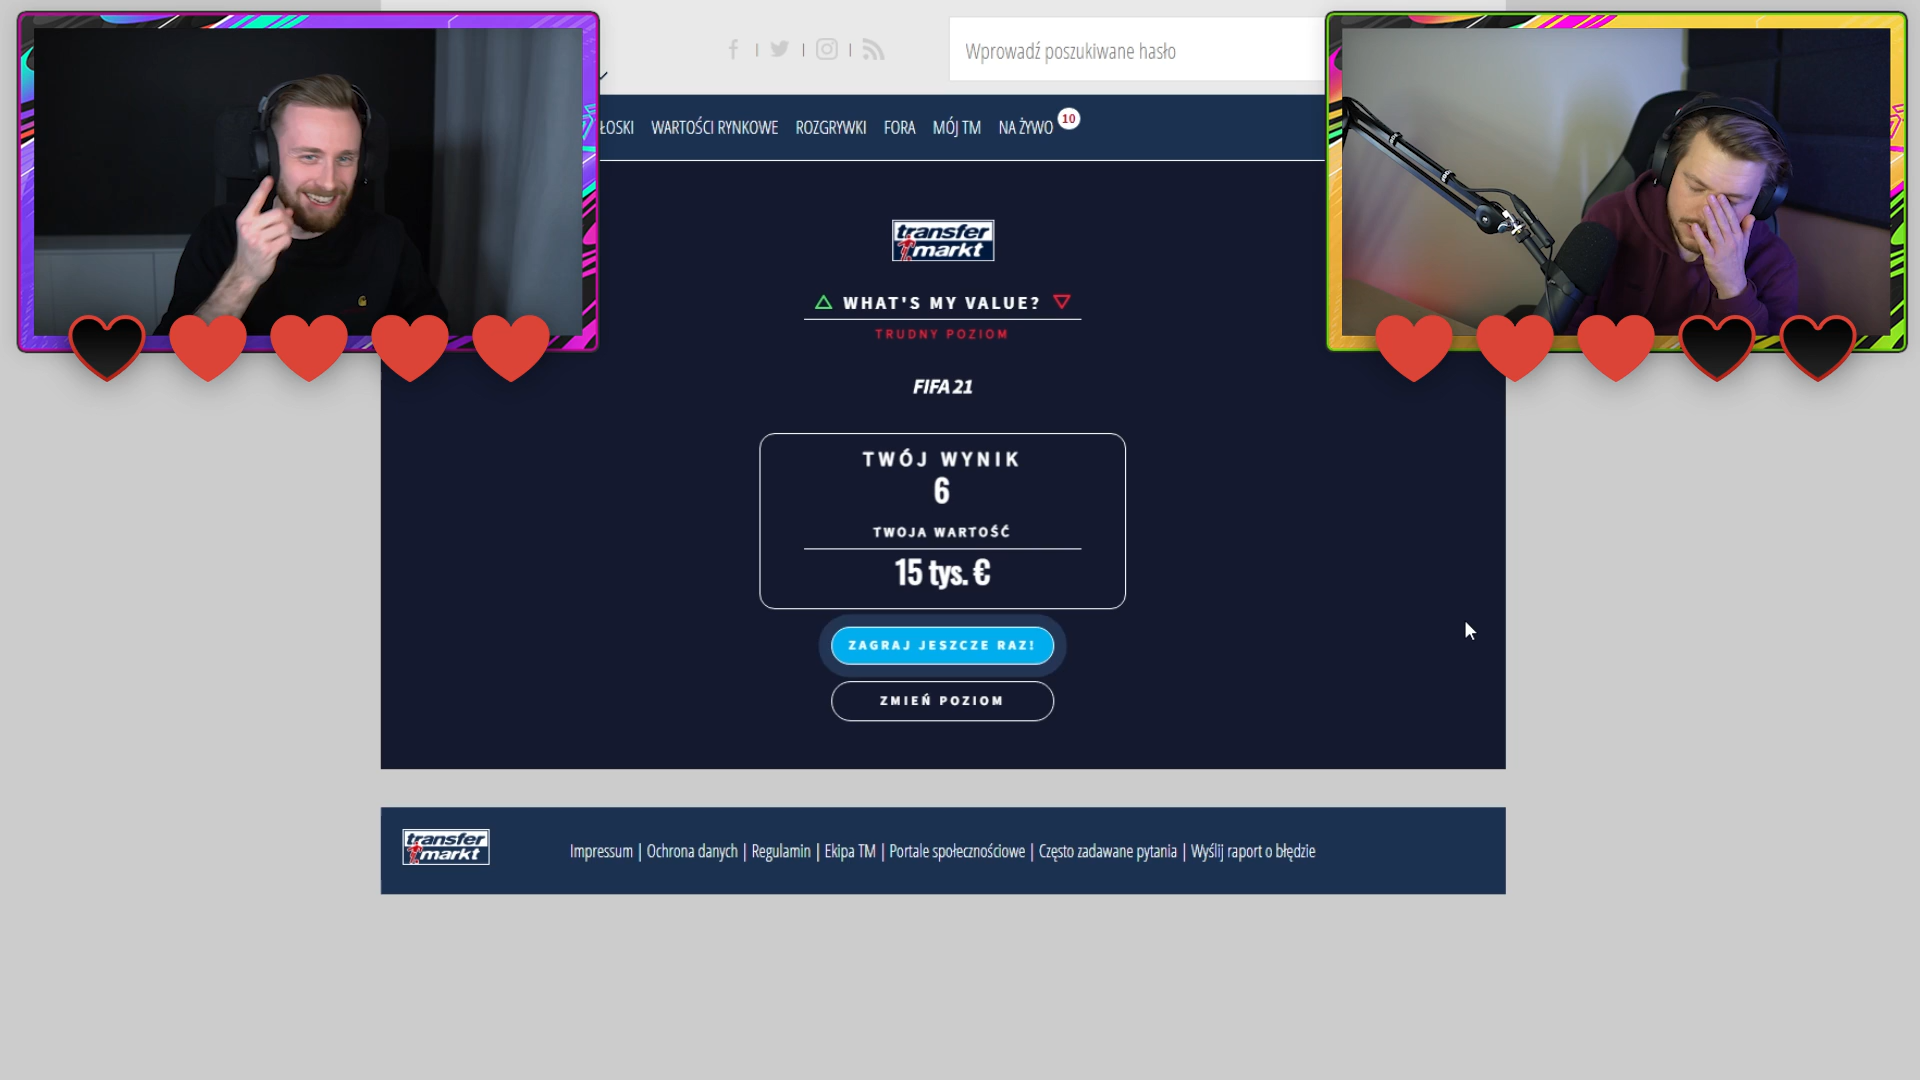 Wprowadź poszukiwane hasło
ŁOSKI WARTOŚCI RYNKOWE ROZGRYWKI FORA MÓJ TM NA ŻYWO 10
transfer
markt
WHAT'S MY VALUE?
TRUDNY POZIOM
FIFA 21
TWÓJ WYNIK
6
TWOJA WARTOŚĆ
15 tys. €
ZAGRAJ JESZCZE RAZ!
ZMIEŃ POZIOM
transfer
markt
Impressum | Ochrona danych | Regulamin | Ekipa TM | Portale społecznościowe | Często zadawane pytania | Wyślij raport o błędzie